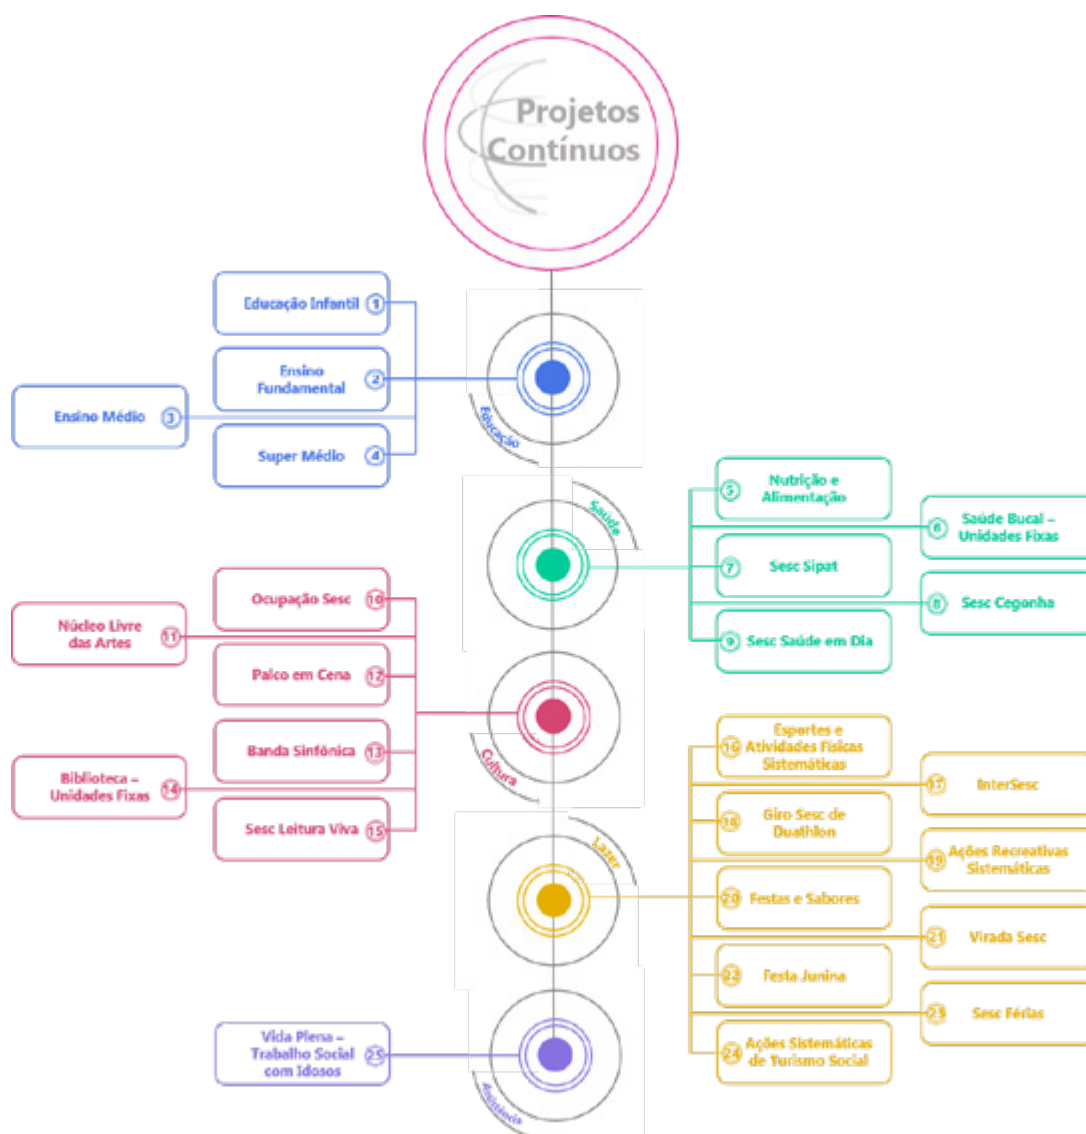 Projetos
Contínuos
Educação Infantil 1
Ensino
Fundamental 2
Ensino Médio 3
Super Médio 4
Educação
Saúde
Nutrição e
Alimentação
5
Saúde Bucal –
Unidades Fixas
6
7 Sesc Sipat
8 Sesc Cegonha
9 Sesc Saúde em Dia
Ocupação Sesc 10
Núcleo Livre
das Artes
11
Palco em Cena 12
Banda Sinfônica 13
Biblioteca –
Unidades Fixas
14
Sesc Leitura Viva 15
Cultura
Lazer
Esportes e
16 Atividades Físicas
Sistemáticas
17 InterSesc
Giro Sesc de
Duathlon
18
Ações Recreativas
Sistemáticas
19
20 Festas e Sabores
21 Virada Sesc
22 Festa Junina
23 Sesc Férias
Ações Sistemáticas
de Turismo Social
24
Vida Plena –
Trabalho Social 25
com Idosos
Assistência